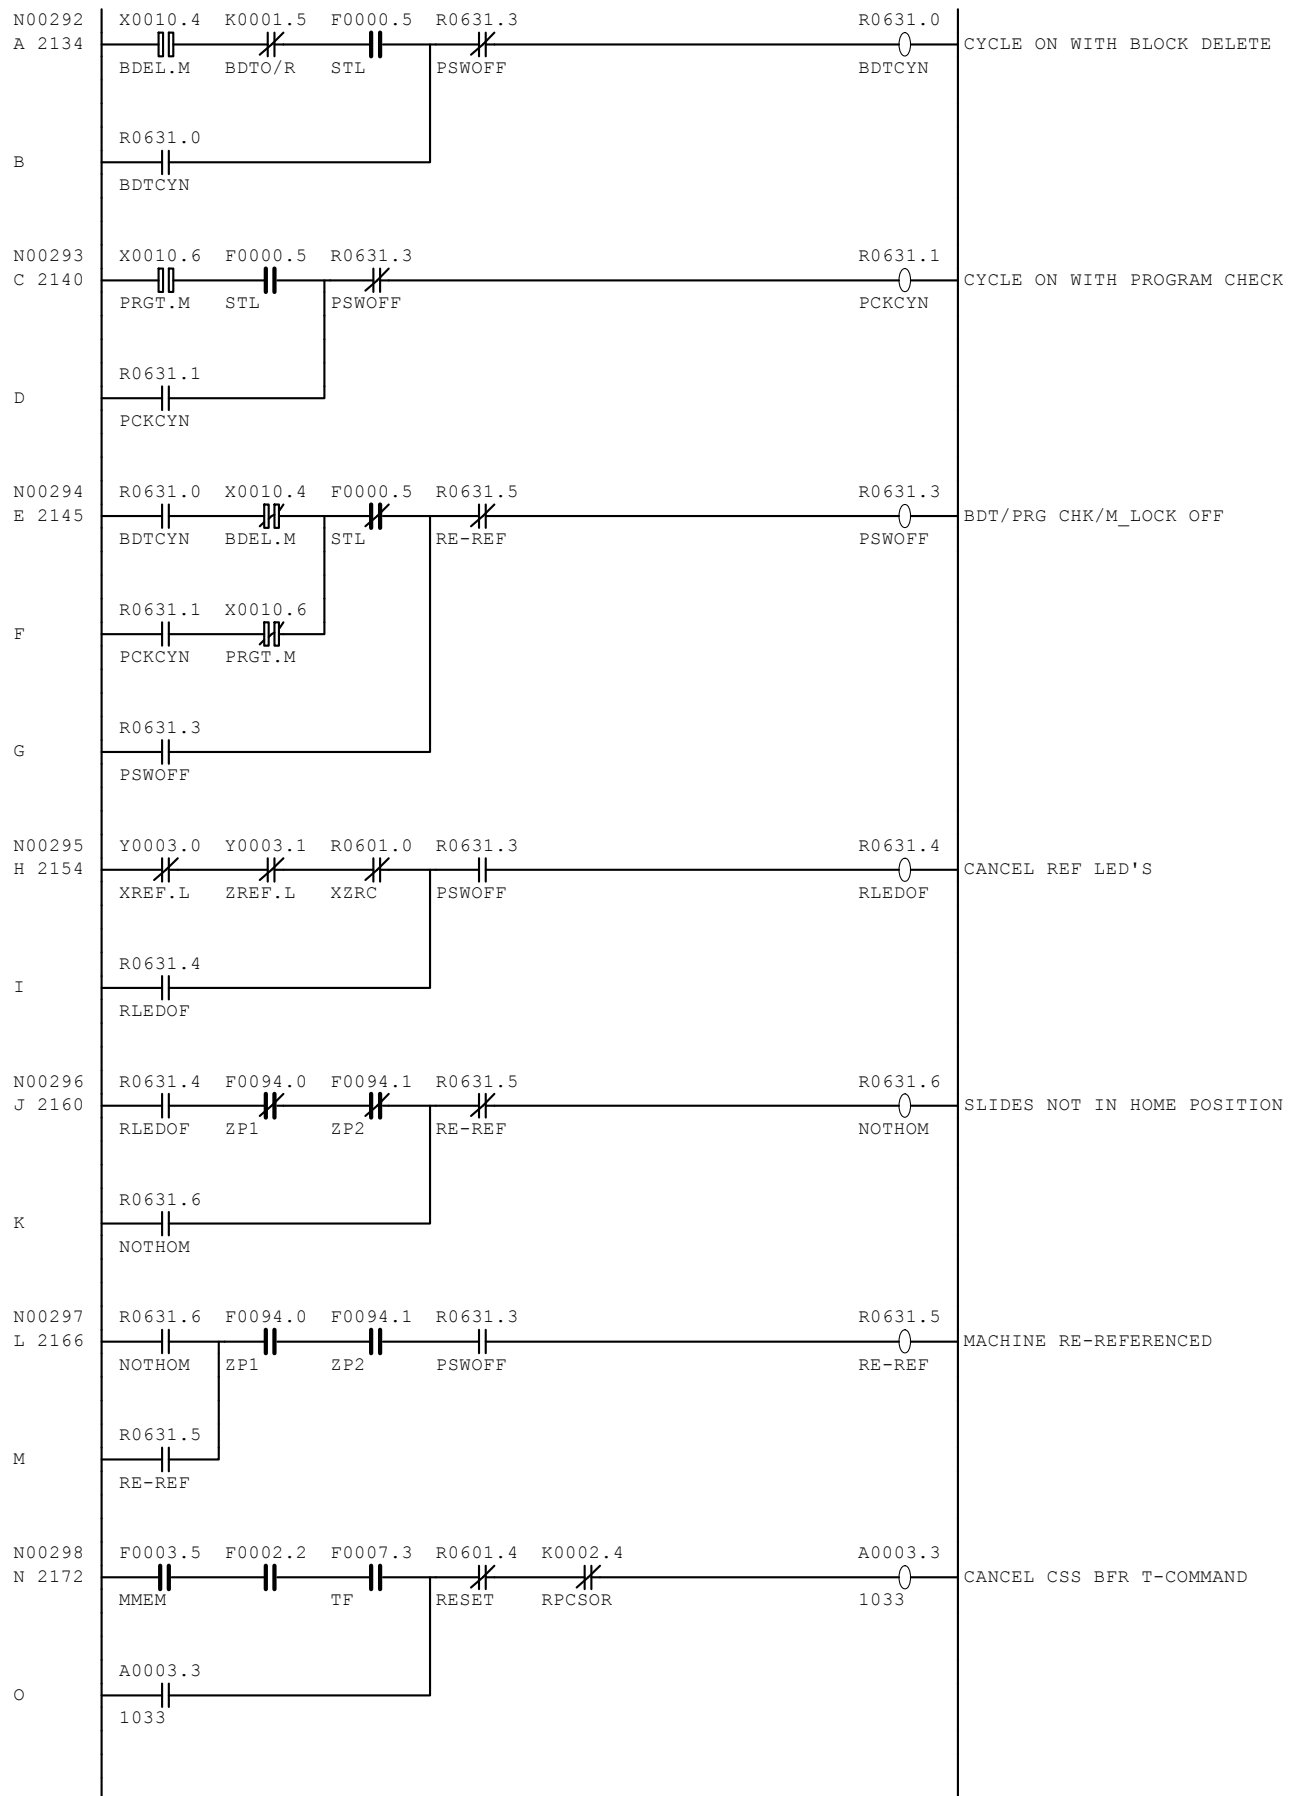 N00292 X0010.4 K0001.5 F0000.5 R0631.3 R0631.0
A 2134 CYCLE ON WITH BLOCK DELETE
BDEL.M BDTO/R STL PSWOFF BDTCYN
R0631.0
B
BDTCYN
N00293 X0010.6 F0000.5 R0631.3 R0631.1
C 2140 CYCLE ON WITH PROGRAM CHECK
PRGT.M STL PSWOFF PCKCYN
R0631.1
D
PCKCYN
N00294 R0631.0 X0010.4 F0000.5 R0631.5 R0631.3
E 2145 BDT/PRG CHK/M_LOCK OFF
BDTCYN BDEL.M STL RE-REF PSWOFF
R0631.1 X0010.6
F
PCKCYN PRGT.M
R0631.3
G
PSWOFF
N00295 Y0003.0 Y0003.1 R0601.0 R0631.3 R0631.4
H 2154 CANCEL REF LED'S
XREF.L ZREF.L XZRC PSWOFF RLEDOF
R0631.4
I
RLEDOF
N00296 R0631.4 F0094.0 F0094.1 R0631.5 R0631.6
J 2160 SLIDES NOT IN HOME POSITION
RLEDOF ZP1 ZP2 RE-REF NOTHOM
R0631.6
K
NOTHOM
N00297 R0631.6 F0094.0 F0094.1 R0631.3 R0631.5
L 2166 MACHINE RE-REFERENCED
NOTHOM ZP1 ZP2 PSWOFF RE-REF
R0631.5
M
RE-REF
N00298 F0003.5 F0002.2 F0007.3 R0601.4 K0002.4 A0003.3
N 2172 CANCEL CSS BFR T-COMMAND
MMEM TF RESET RPCSOR 1033
A0003.3
O
1033